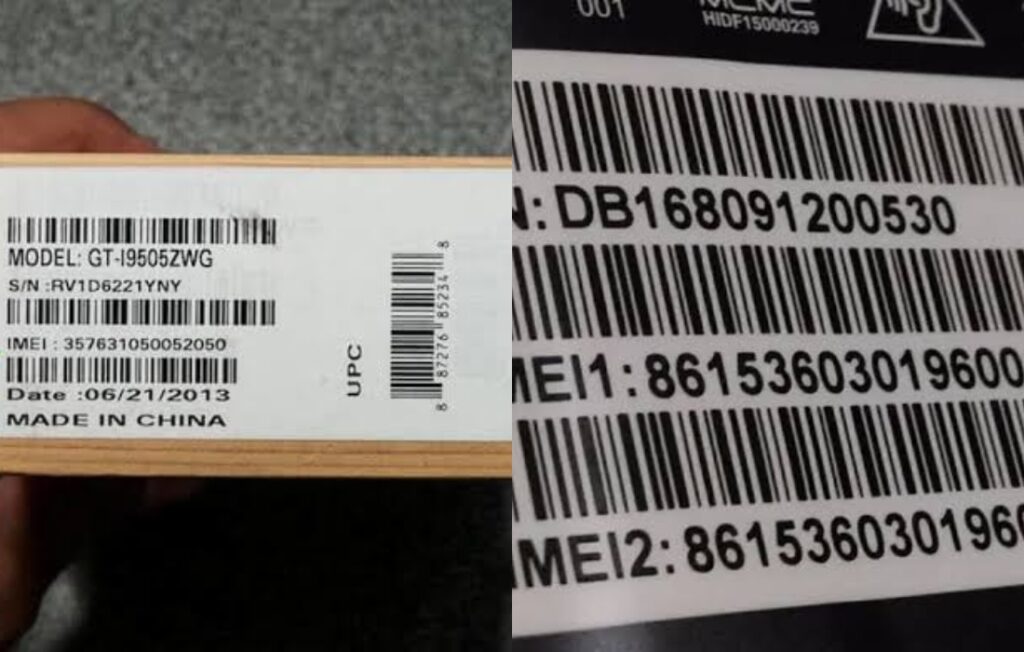 MODEL: GT-I9505ZWG
S/N :RV1D6221YNY
IMEI : 357631050052050
Date :06/21/2013
MADE IN CHINA
UPC
8 87276 85234 8
001
HIDF15000239
N: DB168091200530
MEI1: 86153603019600
IMEI2: 8615360301960